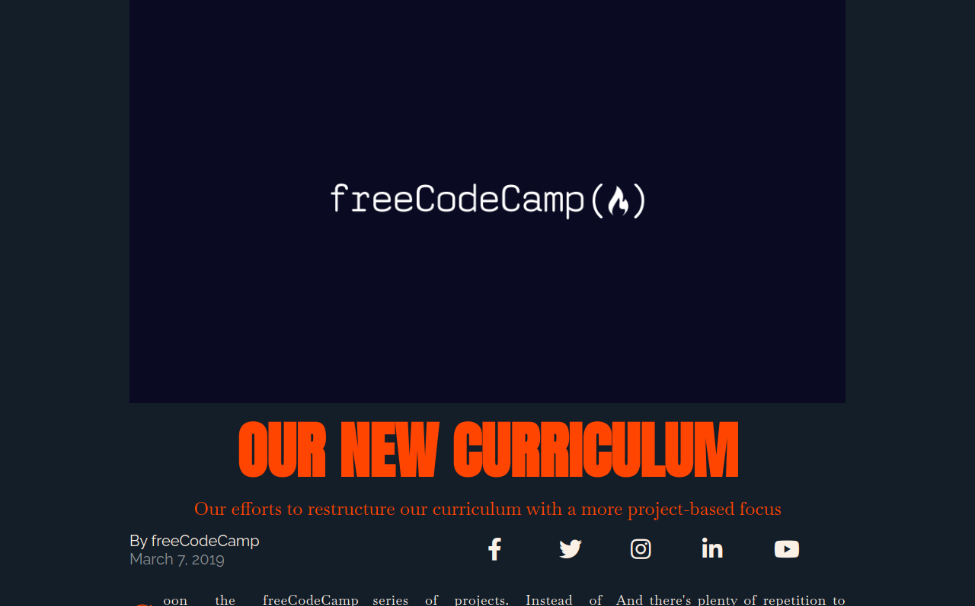 freeCodeCamp
OUR NEW CURRICULUM
Our efforts to restructure our curriculum with a more project-based focus
By freeCodeCamp
March 7, 2019
oon the freeCodeCamp series of projects. Instead of And there's plenty of repetition to